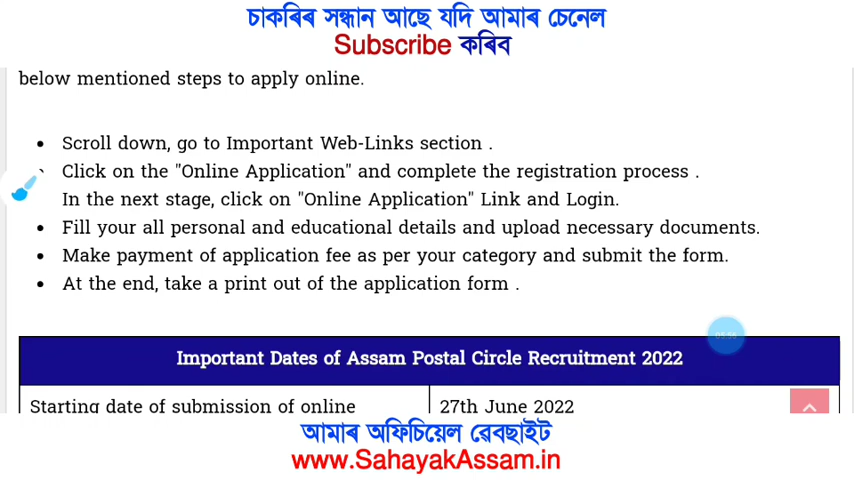 চাকৰিৰ সন্ধান আছে যদি আমাৰ চেনেল
Subscribe কৰিব
below mentioned steps to apply online.
• Scroll down, go to Important Web-Links section .
Click on the "Online Application" and complete the registration process .
In the next stage, click on "Online Application" Link and Login.
• Fill your all personal and educational details and upload necessary documents.
• Make payment of application fee as per your category and submit the form.
• At the end, take a print out of the application form .
Important Dates of Assam Postal Circle Recruitment 2022
Starting date of submission of online 27th June 2022
আমাৰ অফিচিয়েল ৱেবছাইট
www.SahayakAssam.in